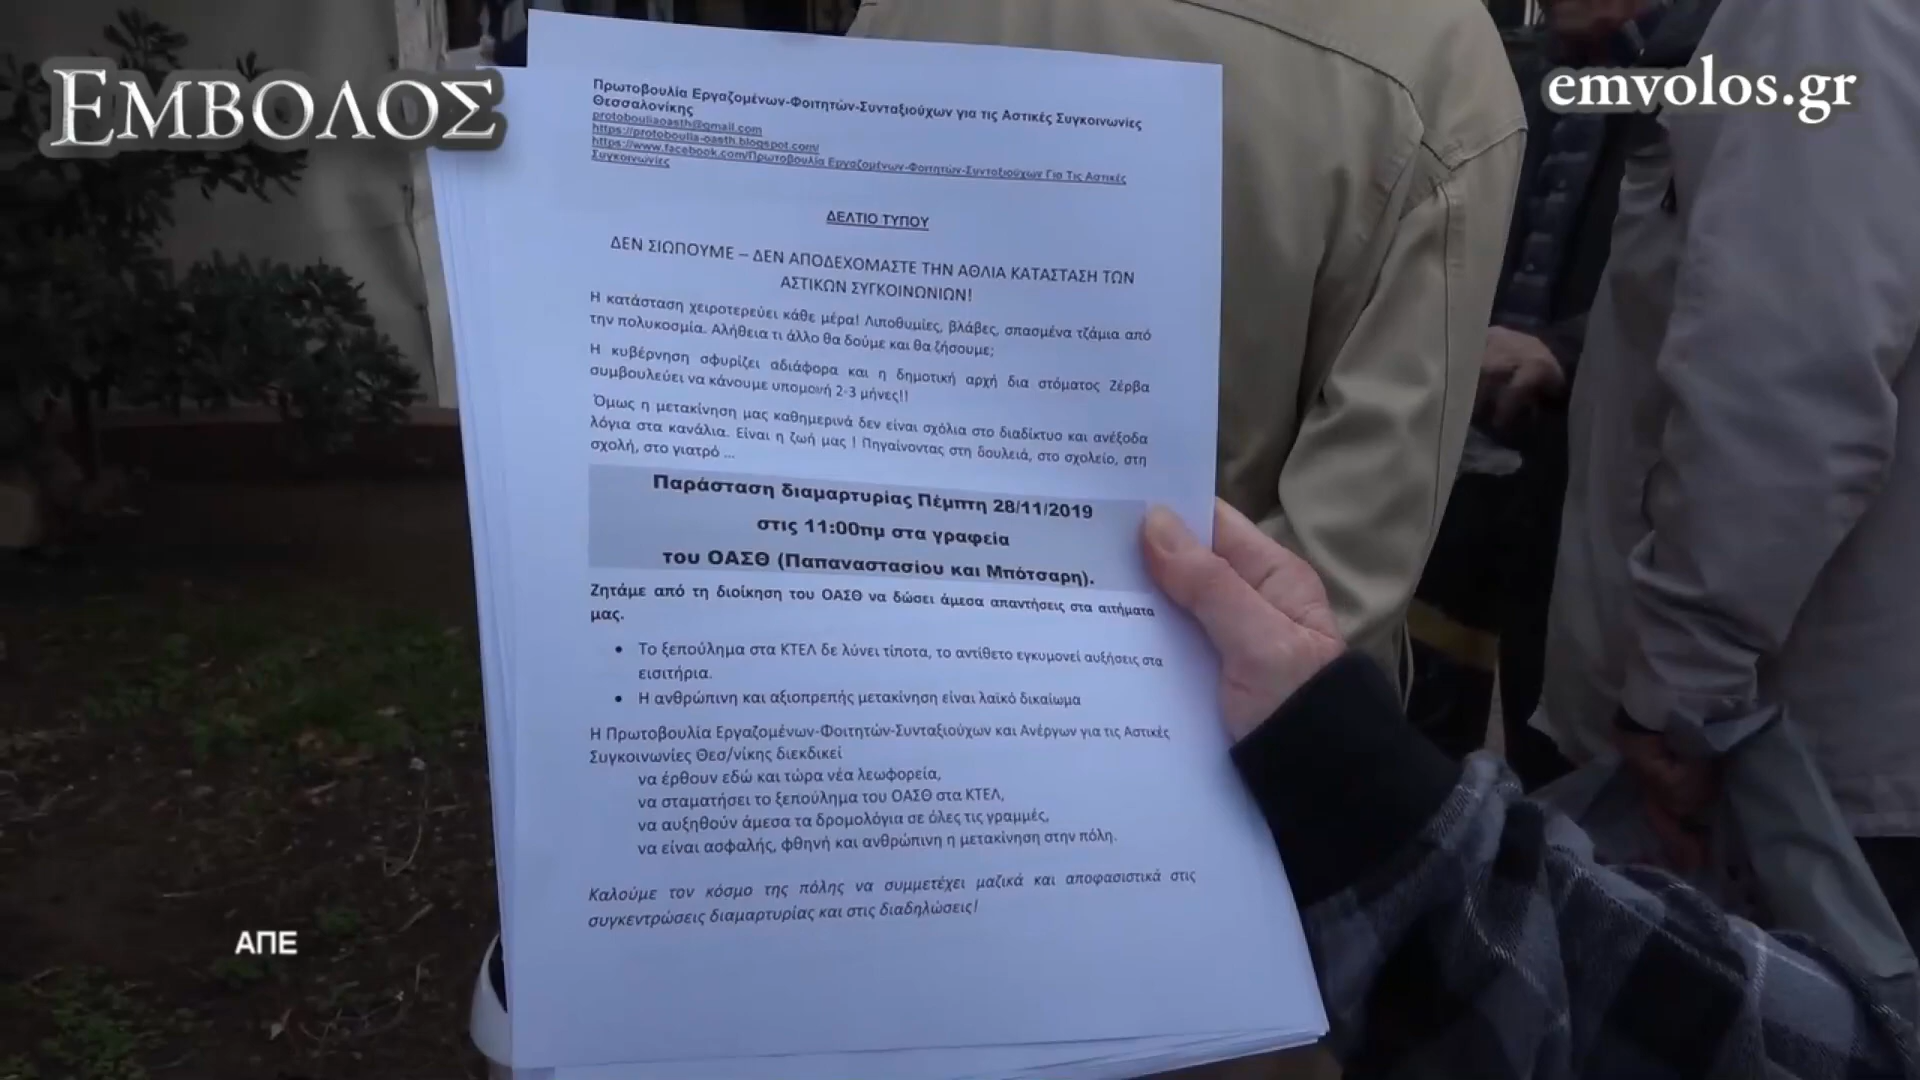 ΕΜΒΟΛΟΣ
emvolos.gr
Πρωτοβουλία Εργαζομένων-Φοιτητών-Συνταξιούχων για τις Αστικές Συγκοινωνίες
Θεσσαλονίκης
protobouliaoasth@gmail.com
https://protoboulia-oasth.blogspot.com/
https://www.facebook.com/Πρωτοβουλία Εργαζομένων-Φοιτητών-Συνταξιούχων Για Τις Αστικές
Συγκοινωνίες
ΔΕΛΤΙΟ ΤΥΠΟΥ
ΔΕΝ ΣΙΩΠΟΥΜΕ – ΔΕΝ ΑΠΟΔΕΧΟΜΑΣΤΕ ΤΗΝ ΑΘΛΙΑ ΚΑΤΑΣΤΑΣΗ ΤΩΝ
ΑΣΤΙΚΩΝ ΣΥΓΚΟΙΝΩΝΙΩΝ!
Η κατάσταση χειροτερεύει κάθε μέρα! Λιποθυμίες, βλάβες, σπασμένα τζάμια από
την πολυκοσμία. Αλήθεια τι άλλο θα δούμε και θα ζήσουμε;
Η κυβέρνηση σφυρίζει αδιάφορα και η δημοτική αρχή δια στόματος Ζέρβα
συμβουλεύει να κάνουμε υπομονή 2-3 μήνες!!
Όμως η μετακίνηση μας καθημερινά δεν είναι σχόλια στο διαδίκτυο και ανέξοδα
λόγια στα κανάλια. Είναι η ζωή μας ! Πηγαίνοντας στη δουλειά, στο σχολείο, στη
σχολή, στο γιατρό ...
Παράσταση διαμαρτυρίας Πέμπτη 28/11/2019
στις 11:00πμ στα γραφεία
του ΟΑΣΘ (Παπαναστασίου και Μπότσαρη).
Ζητάμε από τη διοίκηση του ΟΑΣΘ να δώσει άμεσα απαντήσεις στα αιτήματα
μας.
• Το ξεπούλημα στα ΚΤΕΛ δε λύνει τίποτα, το αντίθετο εγκυμονεί αυξήσεις στα
εισιτήρια.
• Η ανθρώπινη και αξιοπρεπής μετακίνηση είναι λαϊκό δικαίωμα
Η Πρωτοβουλία Εργαζομένων-Φοιτητών-Συνταξιούχων και Ανέργων για τις Αστικές
Συγκοινωνίες Θεσ/νίκης διεκδικεί
να έρθουν εδώ και τώρα νέα λεωφορεία,
να σταματήσει το ξεπούλημα του ΟΑΣΘ στα ΚΤΕΛ,
να αυξηθούν άμεσα τα δρομολόγια σε όλες τις γραμμές,
να είναι ασφαλής, φθηνή και ανθρώπινη η μετακίνηση στην πόλη.
Καλούμε τον κόσμο της πόλης να συμμετέχει μαζικά και αποφασιστικά στις
συγκεντρώσεις διαμαρτυρίας και στις διαδηλώσεις!
ΑΠΕ